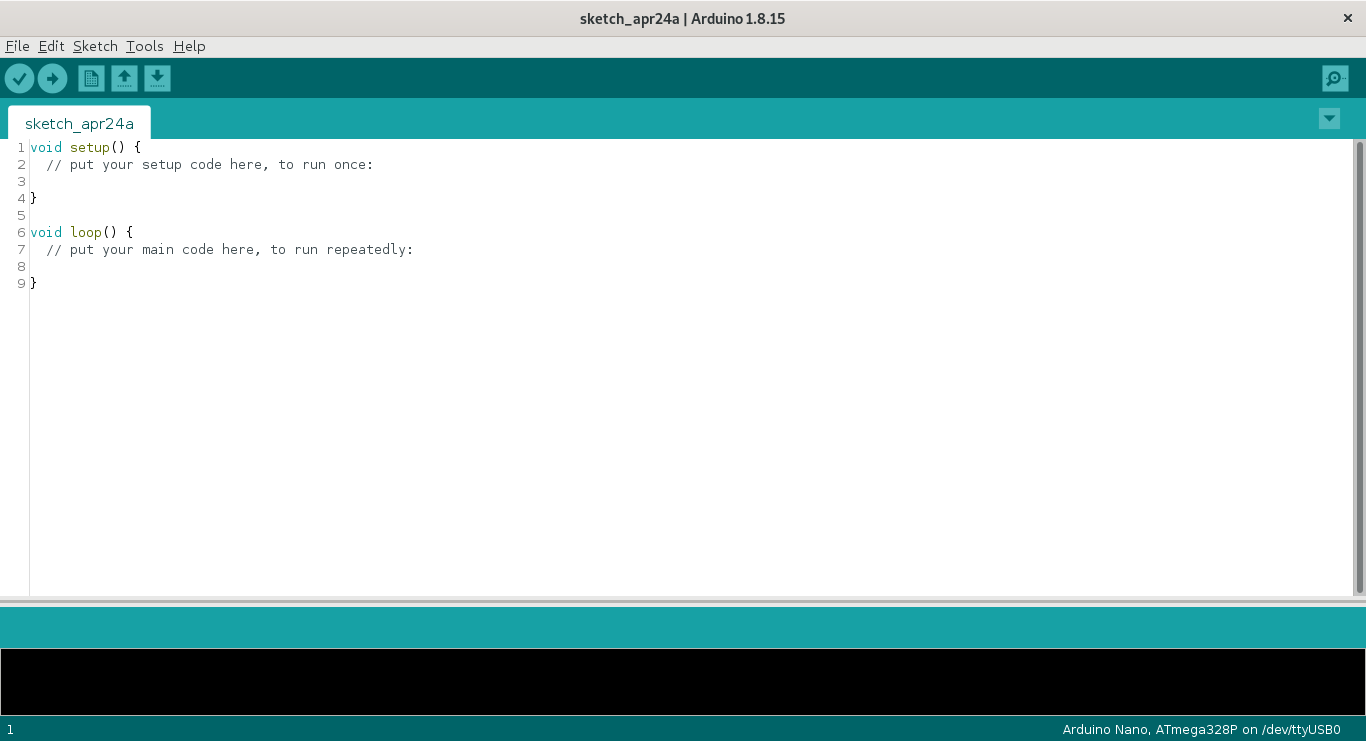 sketch_apr24a | Arduino 1.8.15
File Edit Sketch Tools Help
sketch_apr24a
1 void setup() {
2   // put your setup code here, to run once:
3
4 }
5
6 void loop() {
7   // put your main code here, to run repeatedly:
8
9 }
1 Arduino Nano, ATmega328P on /dev/ttyUSB0